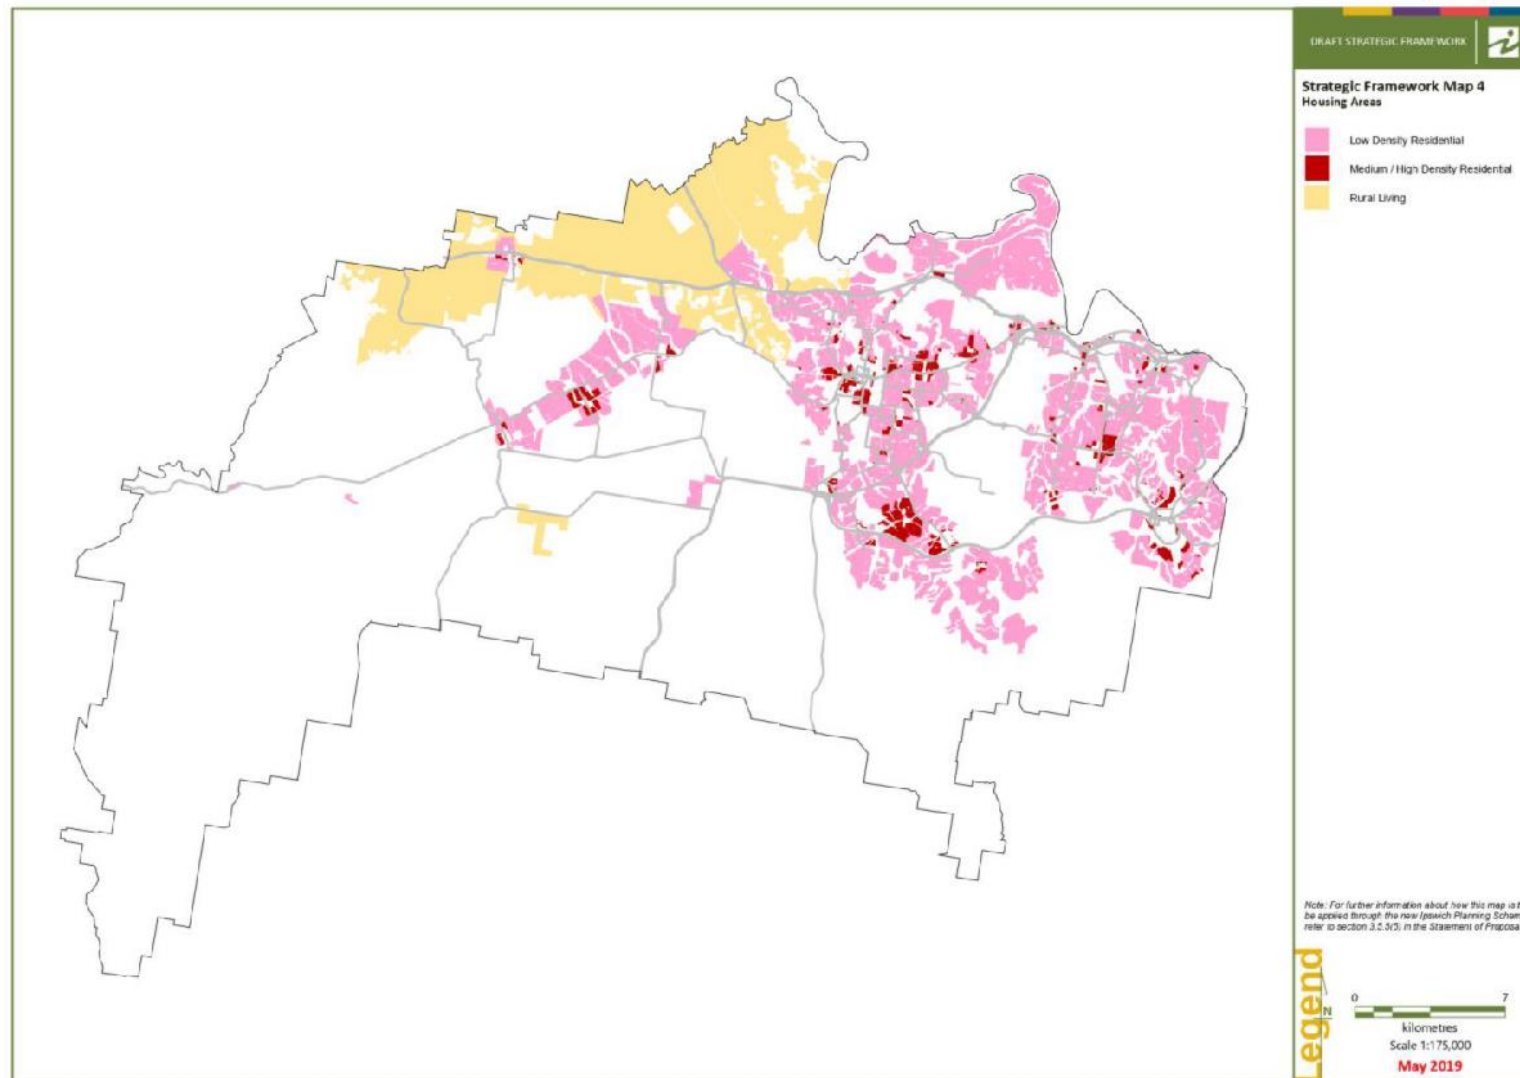 DRAFT STRATEGIC FRAMEWORK
Strategic Framework Map 4
Housing Areas
Low Density Residential
Medium / High Density Residential
Rural Living
Note: For further information about how this map is t
be applied through the new Ipswich Planning Schem
refer to section 3.5.5(5) in the Statement of Proposa
Legend
N
0 7
kilometres
Scale 1:175,000
May 2019